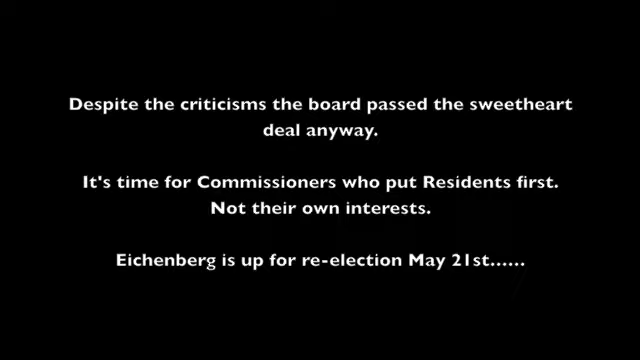 Despite the criticisms the board passed the sweetheart
deal anyway.
It's time for Commissioners who put Residents first.
Not their own interests.
Eichenberg is up for re-election May 21st......